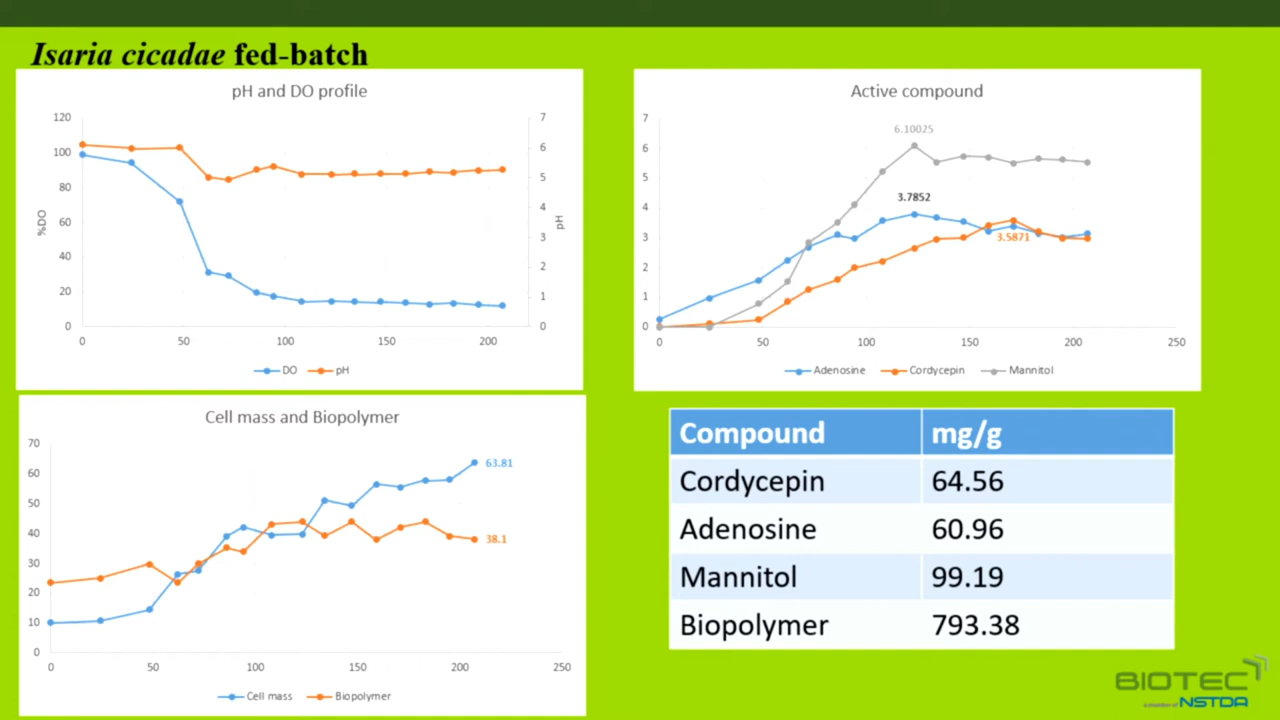 Isaria cicadae fed-batch
pH and DO profile
120
100
80
60
40
20
0
%DO
7
6
5
4
3
2
1
0
pH
0 50 100 150 200
DO pH
Active compound
7
6
5
4
3
2
1
0
6.10025
3.7852
3.5871
0 50 100 150 200 250
Adenosine Cordycepin Mannitol
Cell mass and Biopolymer
70
60
50
40
30
20
10
0
63.81
38.1
0 50 100 150 200 250
Cell mass Biopolymer
Compound mg/g
Cordycepin 64.56
Adenosine 60.96
Mannitol 99.19
Biopolymer 793.38
BIOTEC
a member of NSTDA